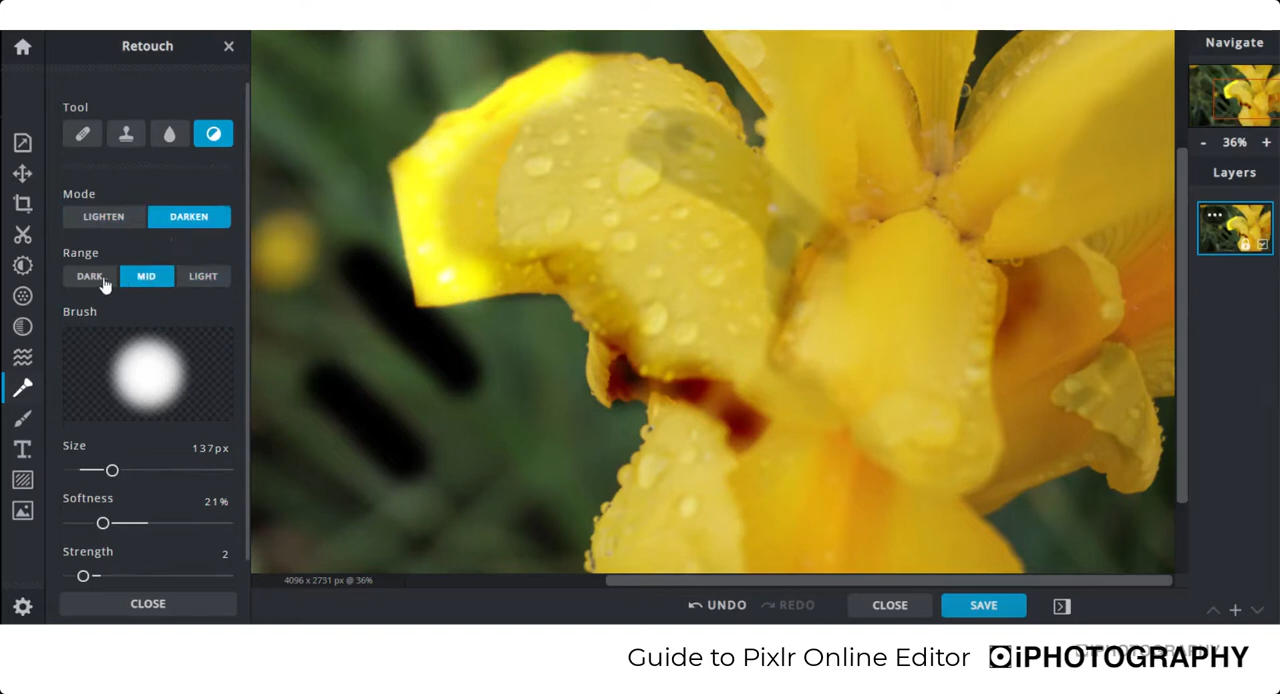 Retouch
Tool
Mode
LIGHTEN DARKEN
Range
DARK MID LIGHT
Brush
Size 137px
Softness 21%
Strength 2
CLOSE
4096 x 2731 px @ 36%
UNDO REDO CLOSE SAVE
Navigate
- 36% +
Layers
Guide to Pixlr Online Editor iPHOTOGRAPHY